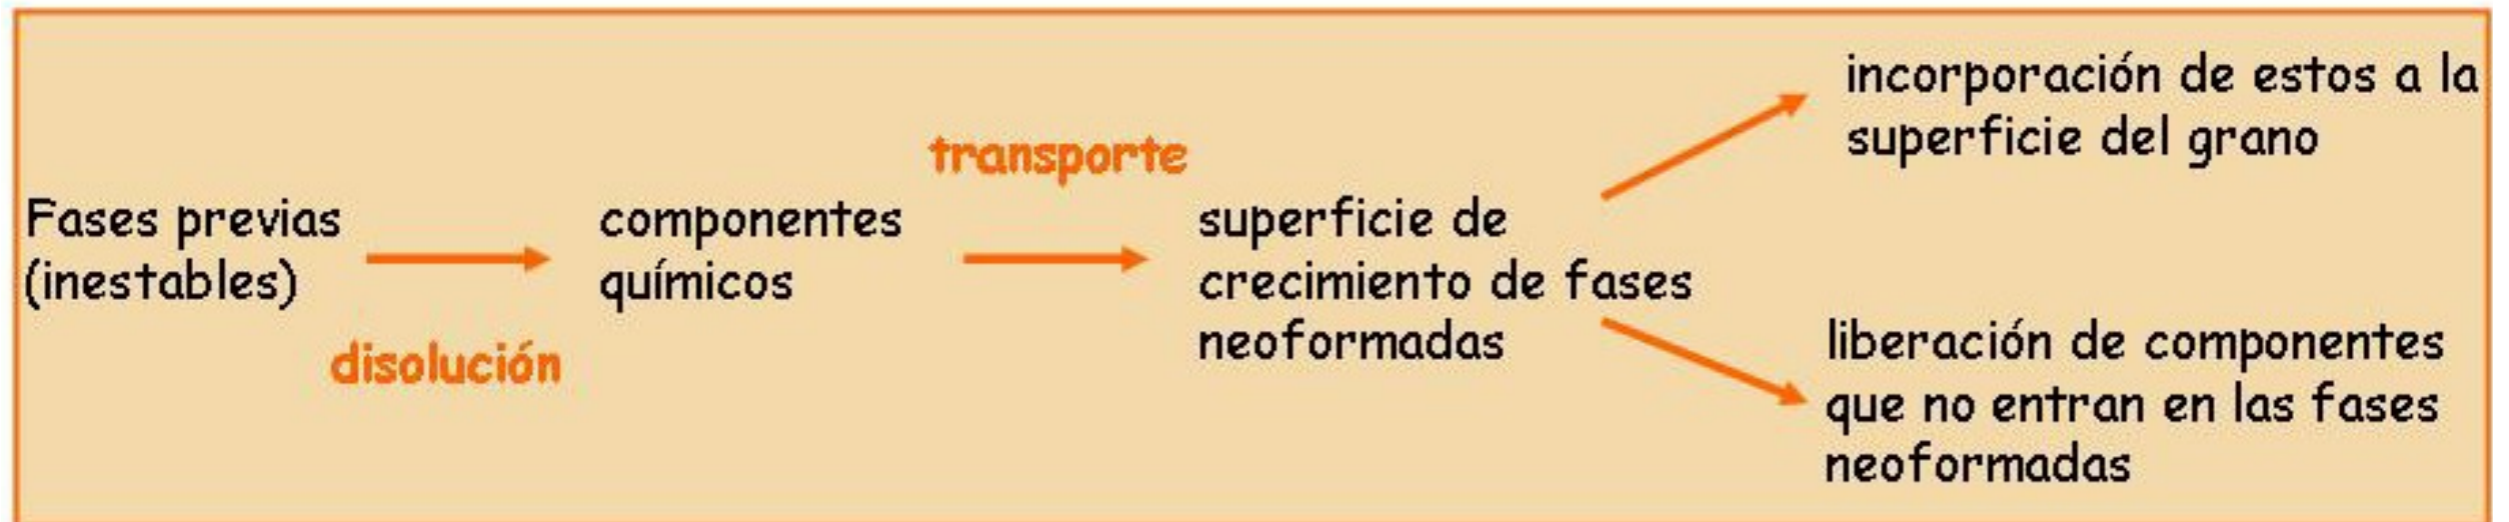 Fases previas
(inestables)
disolución
componentes
químicos
transporte
superficie de
crecimiento de fases
neoformadas
incorporación de estos a la
superficie del grano
liberación de componentes
que no entran en las fases
neoformadas